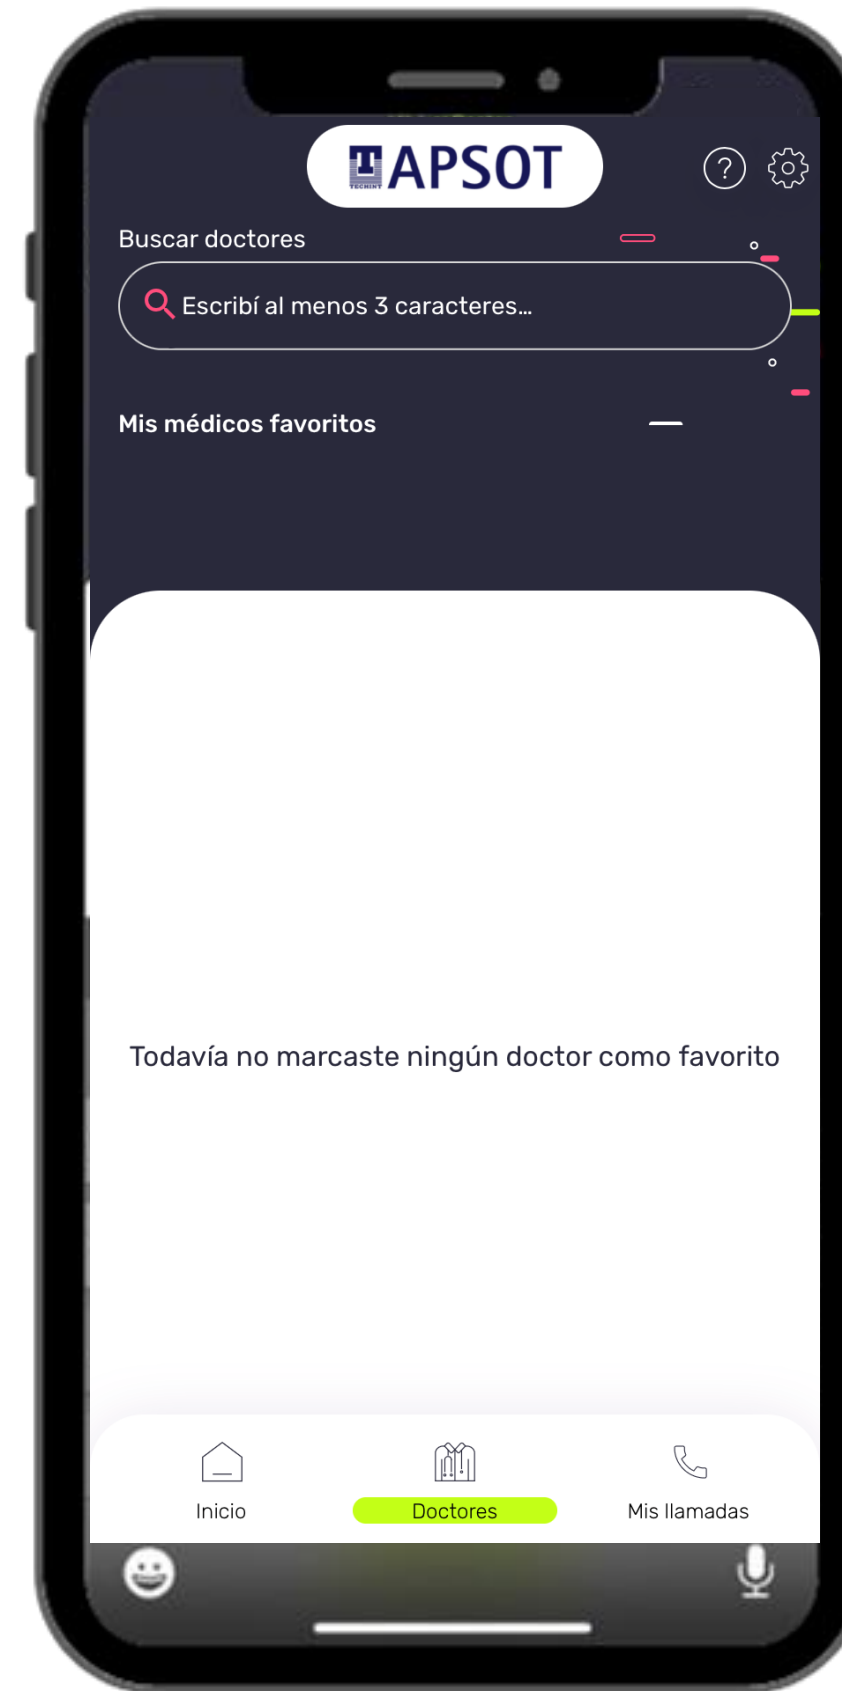 TECHINT
APSOT
?
Buscar doctores
Escribí al menos 3 caracteres...
Mis médicos favoritos
Todavía no marcaste ningún doctor como favorito
Inicio
Doctores
Mis llamadas